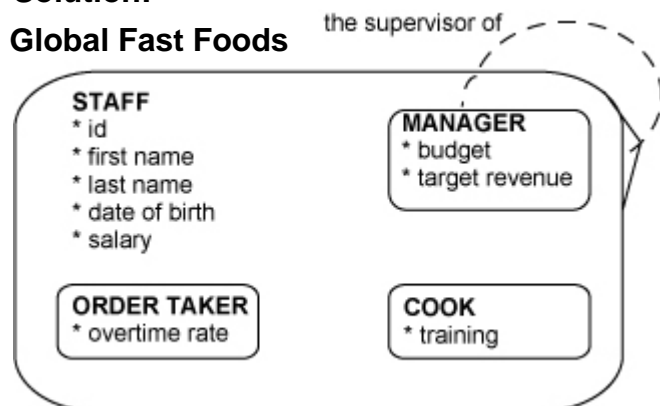 Solution:
Global Fast Foods
the supervisor of
STAFF
* id
* first name
* last name
* date of birth
* salary
MANAGER
* budget
* target revenue
ORDER TAKER
* overtime rate
COOK
* training